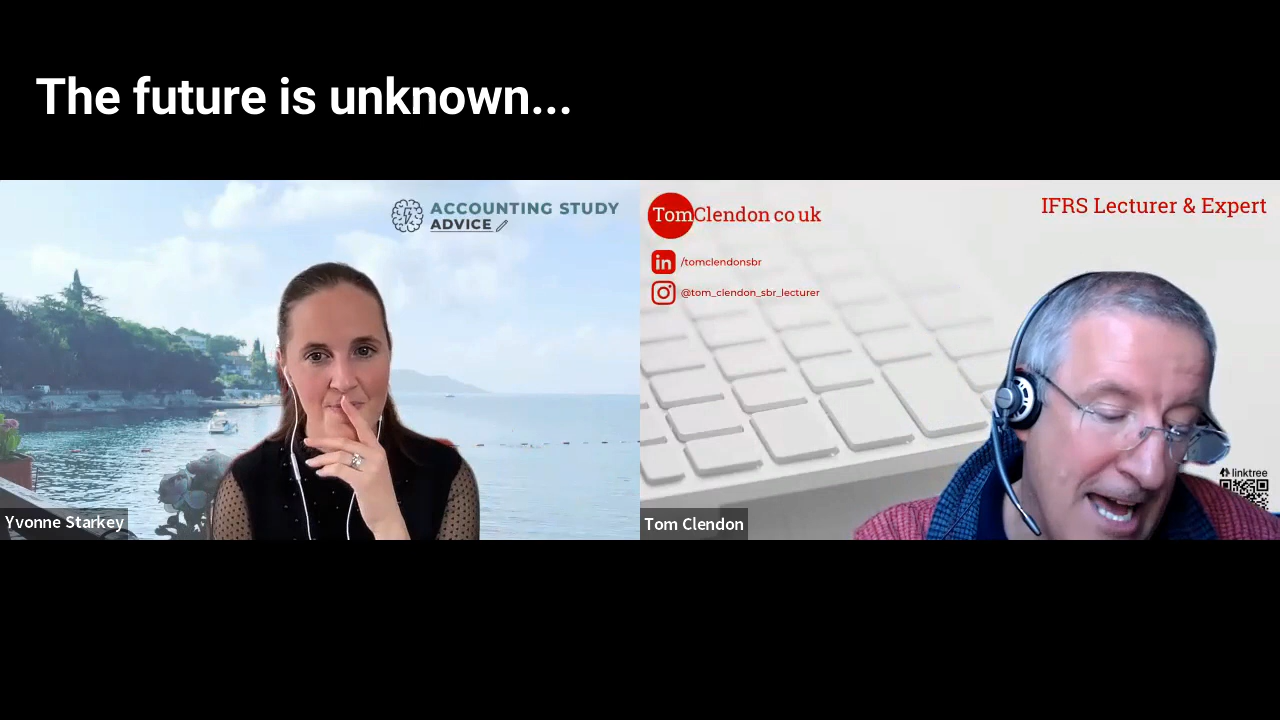 The future is unknown...
ACCOUNTING STUDY
ADVICE
Yvonne Starkey
TomClendon co uk
IFRS Lecturer & Expert
/tomclendonsbr
@tom_clendon_sbr_lecturer
linktree
Tom Clendon